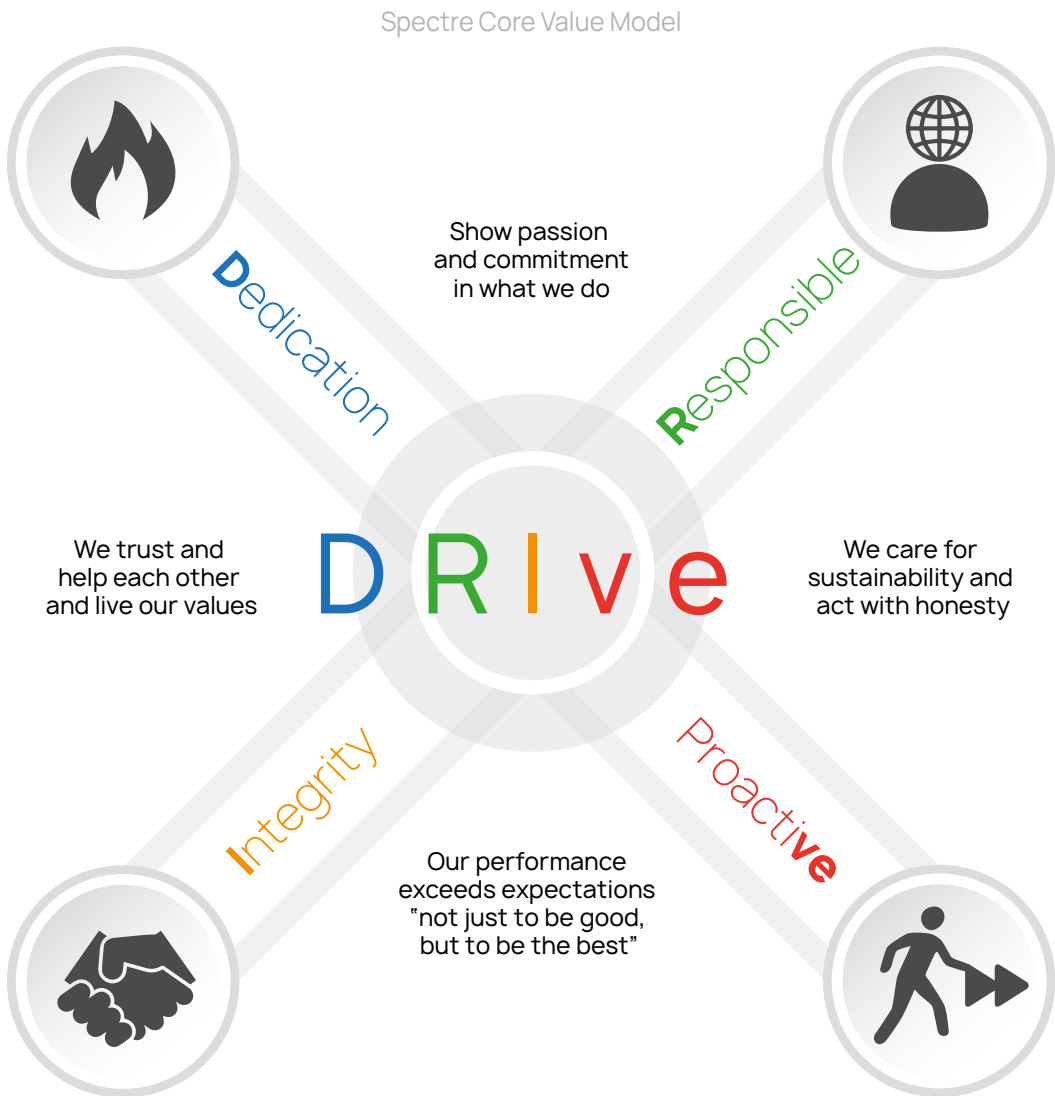 Spectre Core Value Model
Show passion
and commitment
in what we do
Dedication
Responsible
We trust and
help each other
and live our values
DRIve
We care for
sustainability and
act with honesty
Integrity
Proactive
Our performance
exceeds expectations
"not just to be good,
but to be the best"